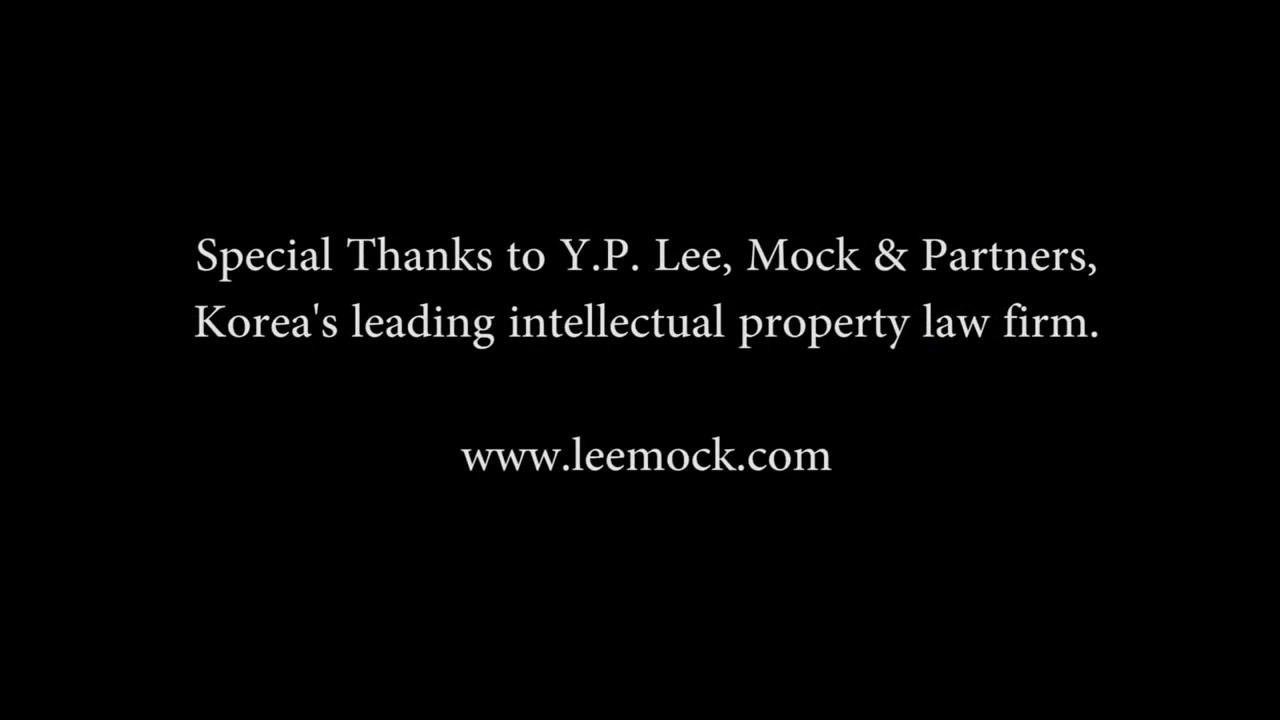 Special Thanks to Y.P. Lee, Mock & Partners,
Korea's leading intellectual property law firm.
www.leemock.com